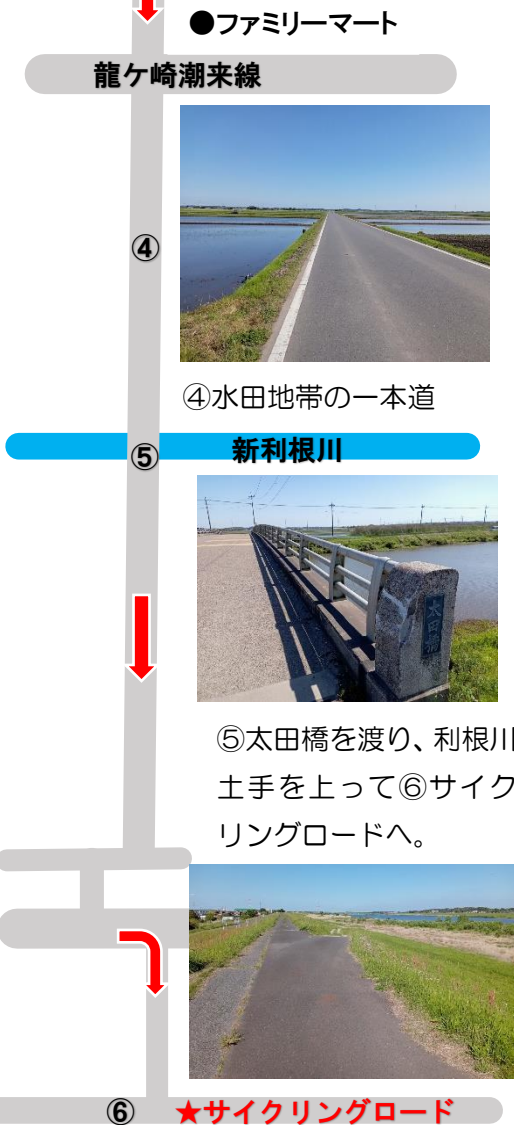 ●ファミリーマート
龍ケ崎潮来線
④
④水田地帯の一本道
⑤
新利根川
太田橋
⑤太田橋を渡り、利根川
土手を上って⑥サイク
リングロードへ。
⑥ ★サイクリングロード